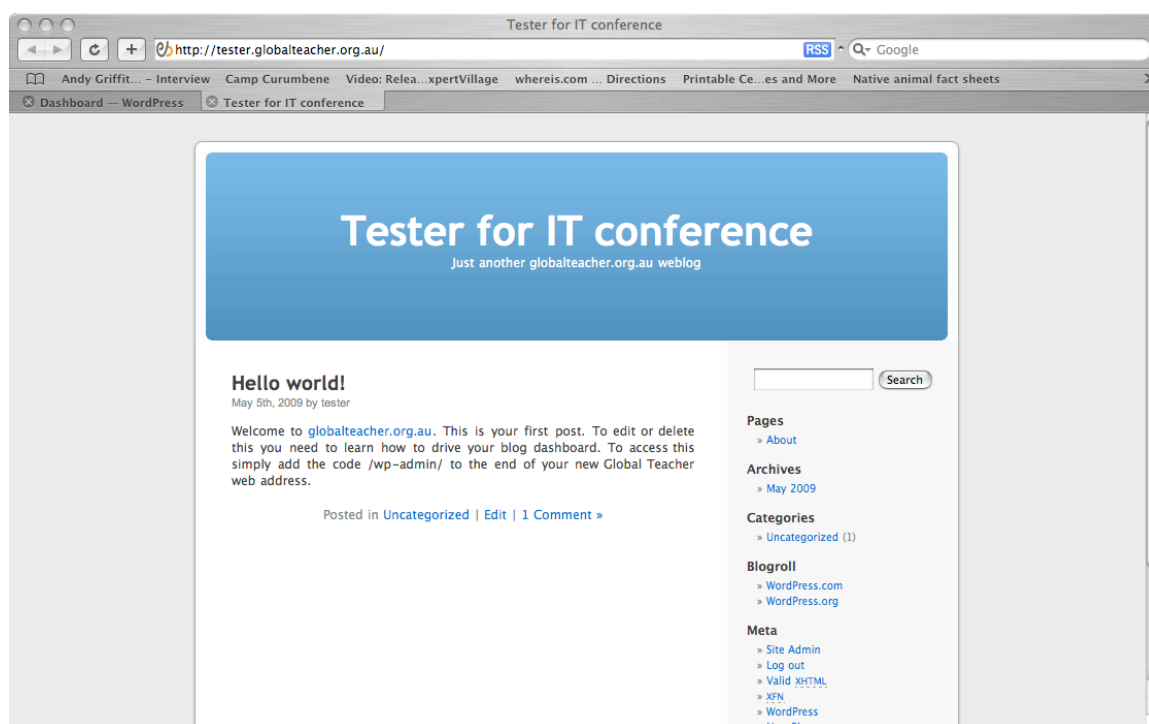 Tester for IT conference
http://tester.globalteacher.org.au/
RSS
Google
Andy Griffit... – Interview Camp Curumbene Video: Relea...xpertVillage whereis.com ... Directions Printable Ce...es and More Native animal fact sheets
Dashboard — WordPress Tester for IT conference
Tester for IT conference
Just another globalteacher.org.au weblog
Hello world!
May 5th, 2009 by tester
Welcome to globalteacher.org.au. This is your first post. To edit or delete
this you need to learn how to drive your blog dashboard. To access this
simply add the code /wp-admin/ to the end of your new Global Teacher
web address.
Posted in Uncategorized | Edit | 1 Comment »
Search
Pages
» About
Archives
» May 2009
Categories
» Uncategorized (1)
Blogroll
» WordPress.com
» WordPress.org
Meta
» Site Admin
» Log out
» Valid XHTML
» XFN
» WordPress